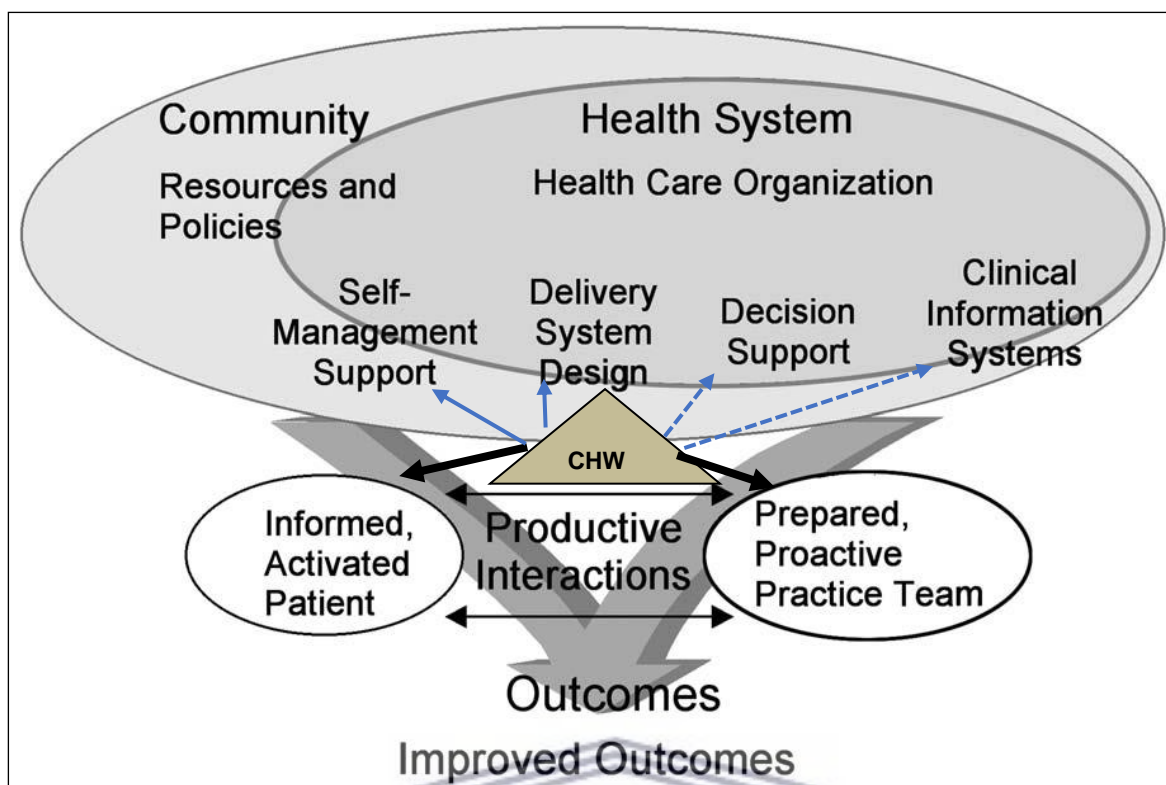 Community
Resources and
Policies
Health System
Health Care Organization
Self-
Management
Support
Delivery
System
Design
Decision
Support
Clinical
Information
Systems
CHW
Informed,
Activated
Patient
Productive
Interactions
Prepared,
Proactive
Practice Team
Outcomes
Improved Outcomes